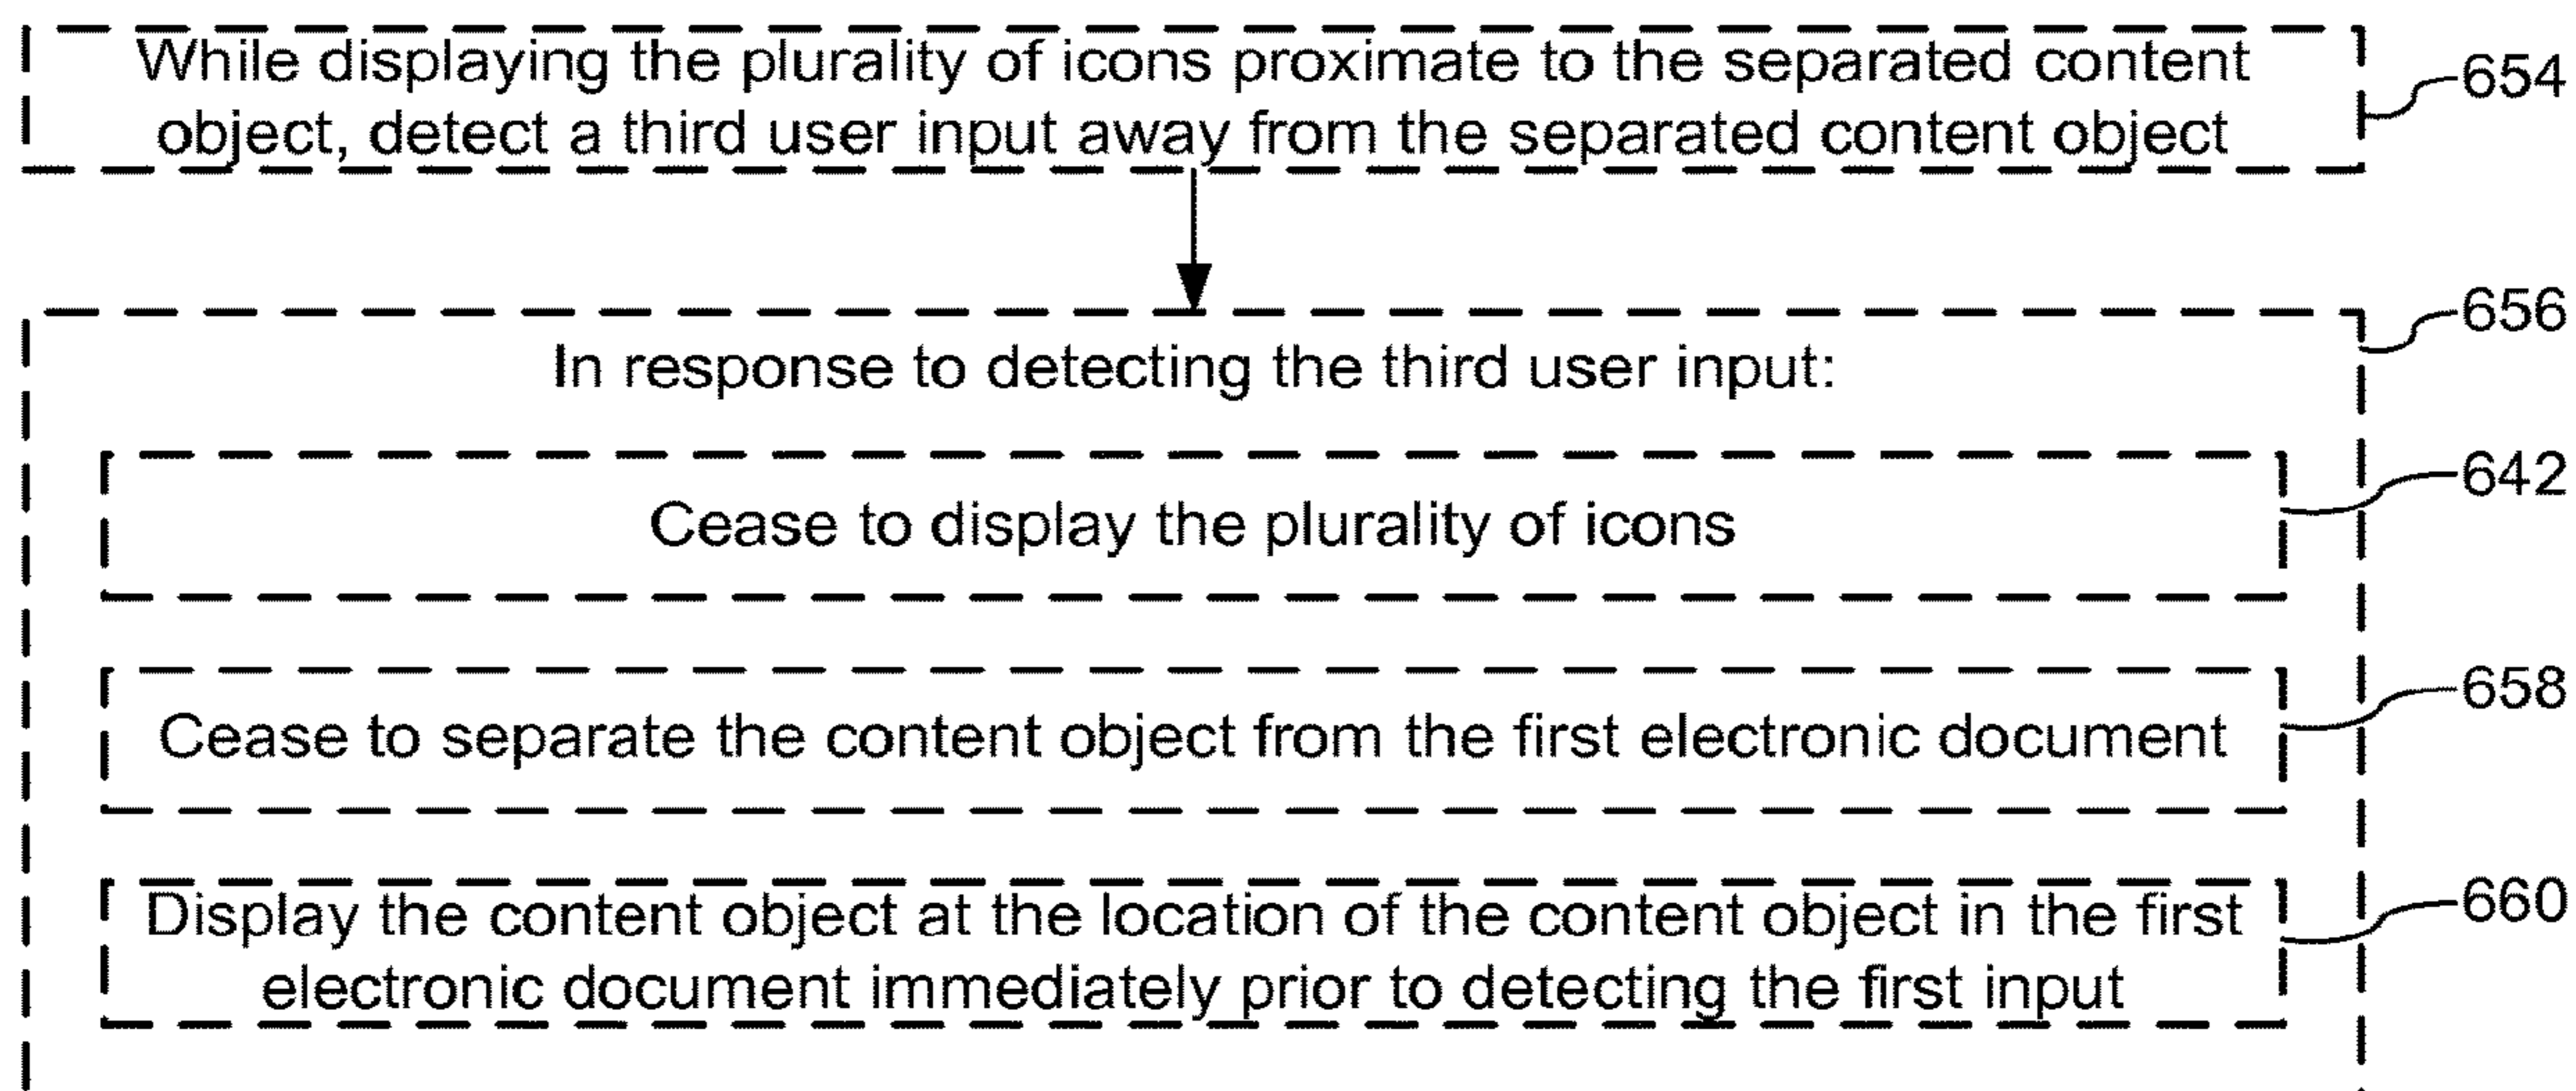 While displaying the plurality of icons proximate to the separated content
object, detect a third user input away from the separated content object
654
656
In response to detecting the third user input:
642
Cease to display the plurality of icons
658
Cease to separate the content object from the first electronic document
660
Display the content object at the location of the content object in the first
electronic document immediately prior to detecting the first input